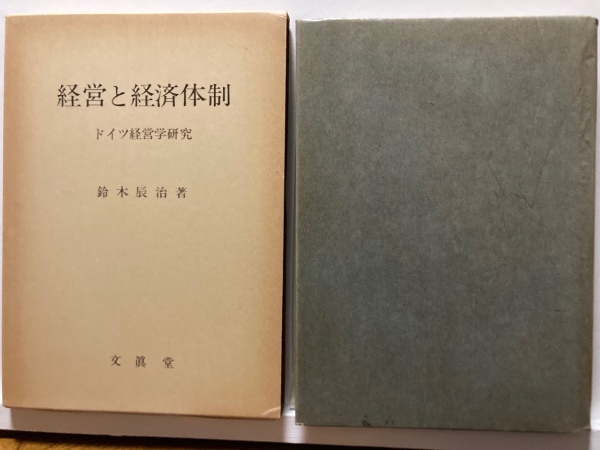 経営と経済体制
ドイツ経営学研究
鈴木辰治著
文眞堂